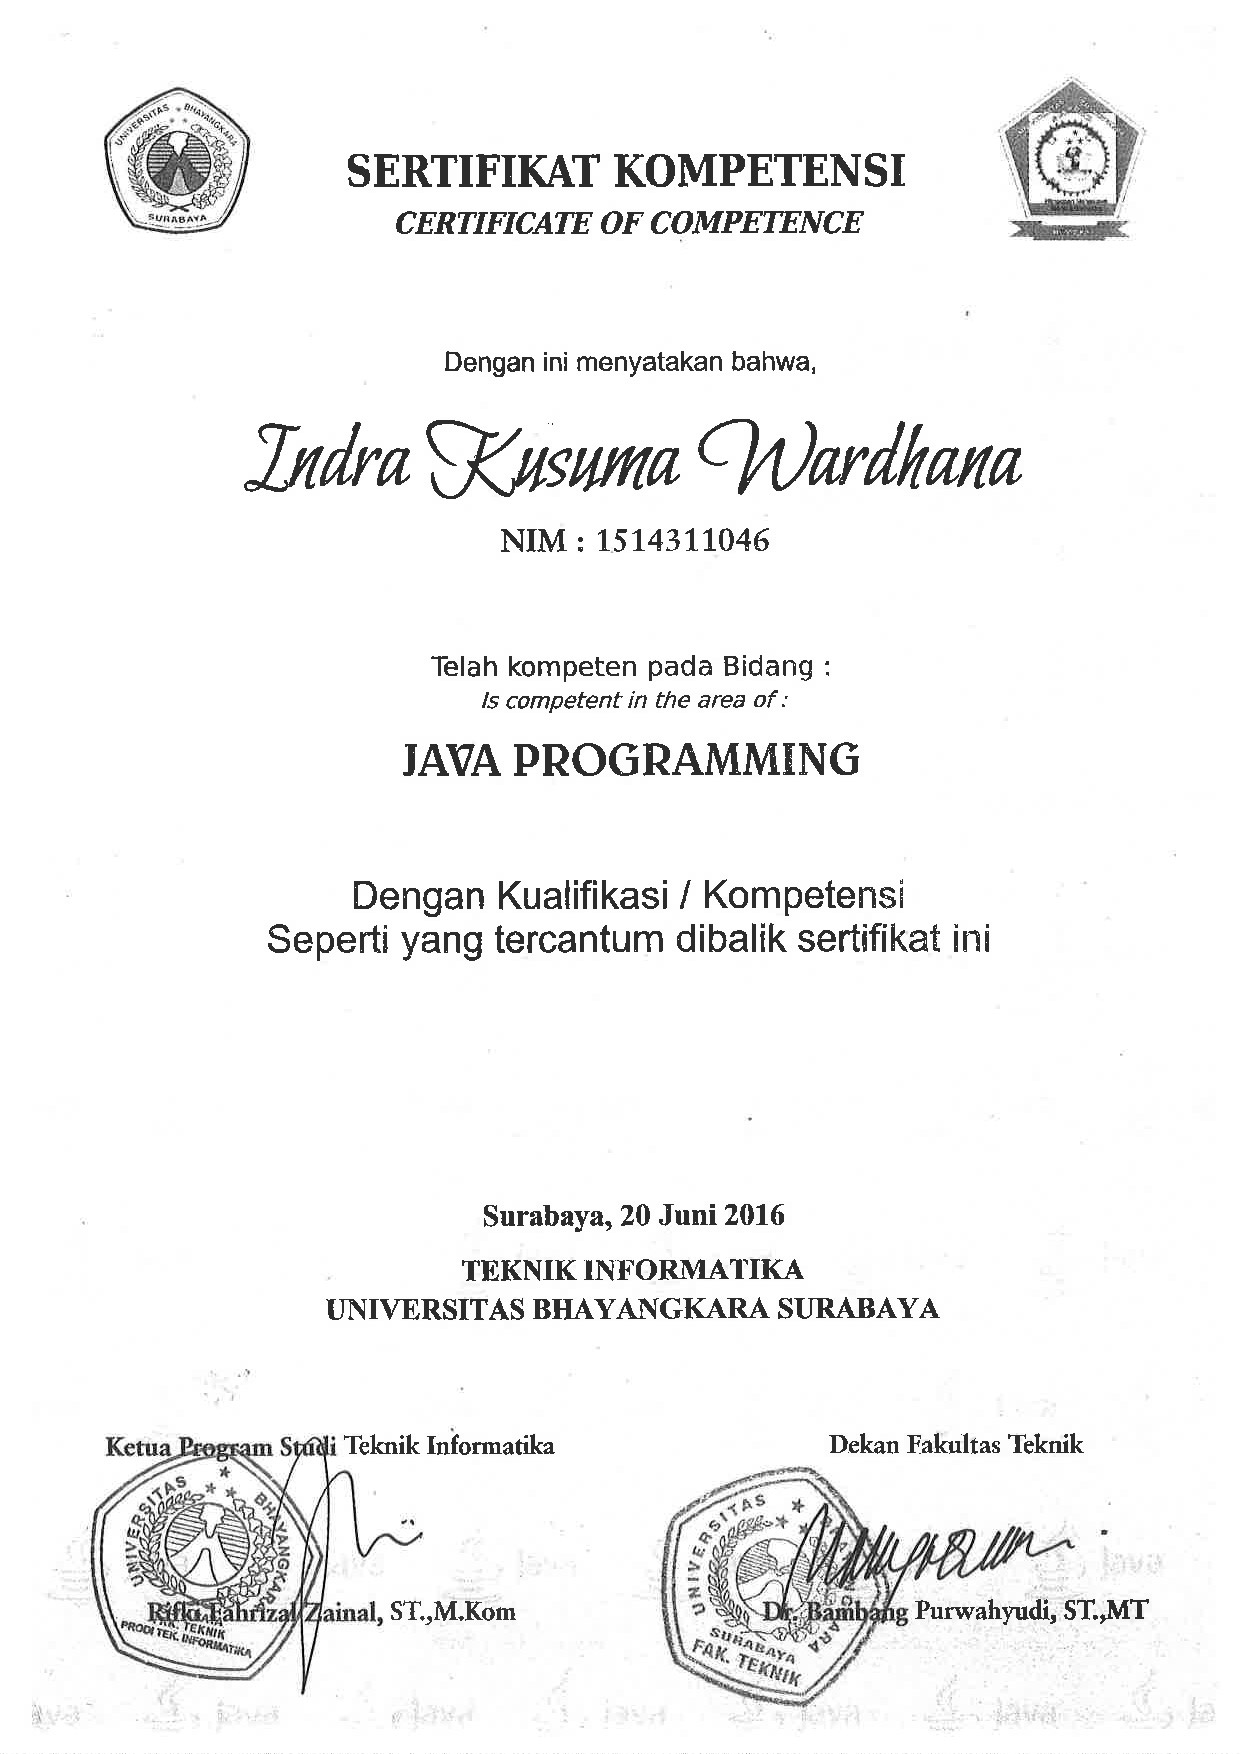 UNIVERSITAS BHAYANGKARA
SURABAYA
SERTIFIKAT KOMPETENSI
CERTIFICATE OF COMPETENCE
Dengan ini menyatakan bahwa,
Indra Kusuma Wardhana
NIM : 1514311046
Telah kompeten pada Bidang :
Is competent in the area of :
JAVA PROGRAMMING
Dengan Kualifikasi / Kompetensi
Seperti yang tercantum dibalik sertifikat ini
Surabaya, 20 Juni 2016
TEKNIK INFORMATIKA
UNIVERSITAS BHAYANGKARA SURABAYA
Ketua Program Studi Teknik Informatika
Dekan Fakultas Teknik
UNIVERSITAS BHAYANGKARA
Rifki Fahrizal Zainal, ST.,M.Kom
TEKNIK
PRODI TEK. INFORMATIKA
UNIVERSITAS
Dr. Bambang Purwahyudi, ST.,MT
SURABAYA
FAK. TEKNIK